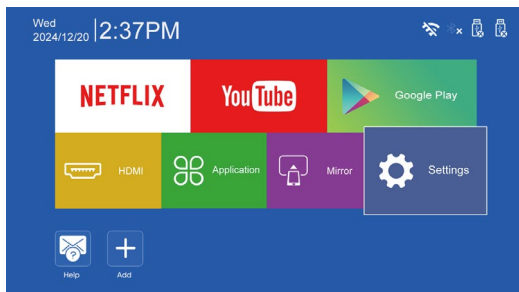 Wed
2024/12/20 2:37PM
NETFLIX YouTube Google Play
HDMI Application Mirror Settings
Help Add